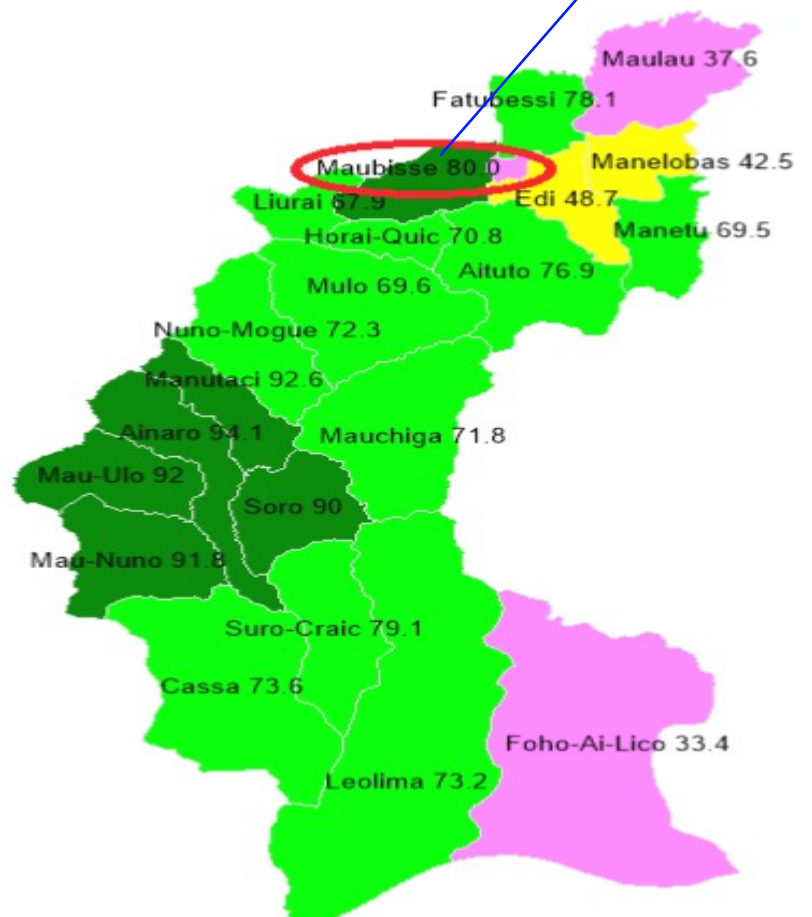 Maulau 37.6
Fatubessi 78.1
Maubisse 80.0
Manelobas 42.5
Liurai 67.9
Edi 48.7
Horai-Quic 70.8
Manetu 69.5
Aituto 76.9
Mulo 69.6
Nuno-Mogue 72.3
Manutaci 92.6
Ainaro 94.1
Mauchiga 71.8
Mau-Ulo 92
Soro 90
Mau-Nuno 91.8
Suro-Craic 79.1
Cassa 73.6
Foho-Ai-Lico 33.4
Leolima 73.2